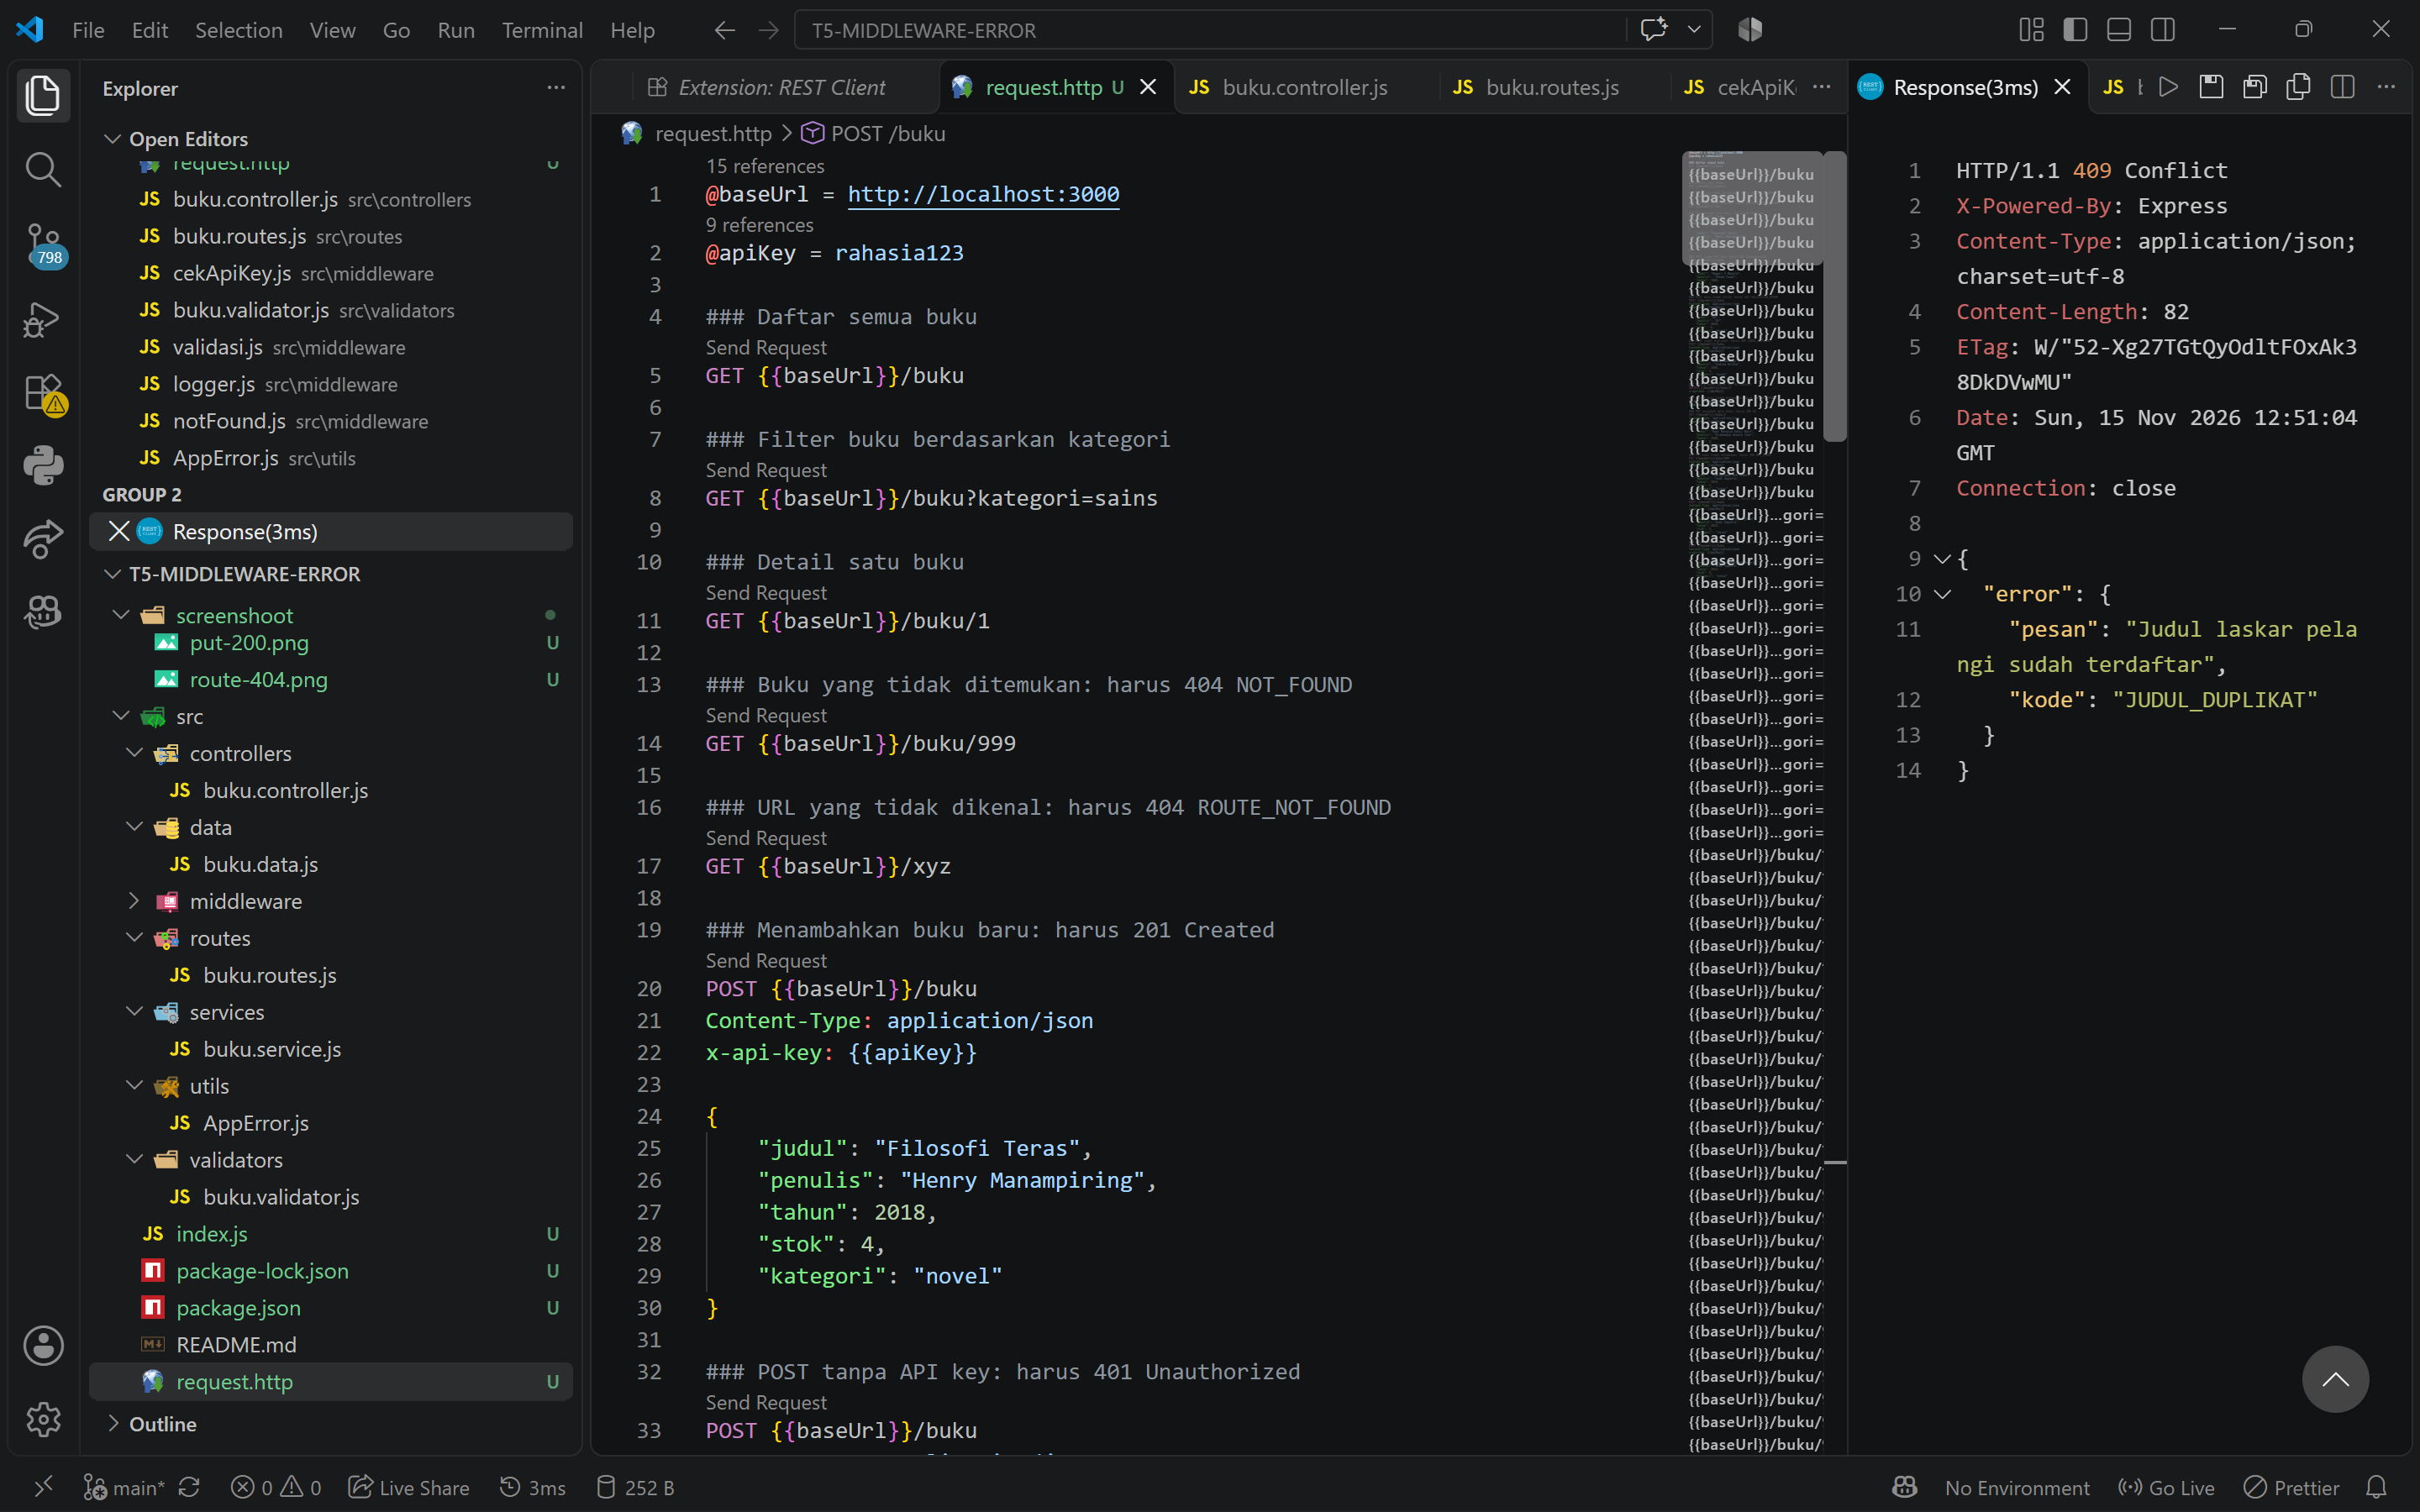 File Edit Selection View Go Run Terminal Help
T5-MIDDLEWARE-ERROR
Explorer
Open Editors
request.http U
buku.controller.js src\controllers
buku.routes.js src\routes
cekApiKey.js src\middleware
buku.validator.js src\validators
validasi.js src\middleware
logger.js src\middleware
notFound.js src\middleware
AppError.js src\utils
GROUP 2
Response(3ms)
T5-MIDDLEWARE-ERROR
screenshoot
put-200.png U
route-404.png U
src
controllers
buku.controller.js
data
buku.data.js
middleware
routes
buku.routes.js
services
buku.service.js
utils
AppError.js
validators
buku.validator.js
index.js U
package-lock.json U
package.json U
README.md
request.http U
Outline
798
Extension: REST Client
request.http U
buku.controller.js
buku.routes.js
request.http > POST /buku
15 references
1 @baseUrl = http://localhost:3000
9 references
2 @apiKey = rahasia123
3
4 ### Daftar semua buku
Send Request
5 GET {{baseUrl}}/buku
6
7 ### Filter buku berdasarkan kategori
Send Request
8 GET {{baseUrl}}/buku?kategori=sains
9
10 ### Detail satu buku
Send Request
11 GET {{baseUrl}}/buku/1
12
13 ### Buku yang tidak ditemukan: harus 404 NOT_FOUND
Send Request
14 GET {{baseUrl}}/buku/999
15
16 ### URL yang tidak dikenal: harus 404 ROUTE_NOT_FOUND
Send Request
17 GET {{baseUrl}}/xyz
18
19 ### Menambahkan buku baru: harus 201 Created
Send Request
20 POST {{baseUrl}}/buku
21 Content-Type: application/json
22 x-api-key: {{apiKey}}
23
24 {
25 "judul": "Filosofi Teras",
26 "penulis": "Henry Manampiring",
27 "tahun": 2018,
28 "stok": 4,
29 "kategori": "novel"
30 }
31
32 ### POST tanpa API key: harus 401 Unauthorized
Send Request
33 POST {{baseUrl}}/buku
Response(3ms)
1 HTTP/1.1 409 Conflict
2 X-Powered-By: Express
3 Content-Type: application/json;
charset=utf-8
4 Content-Length: 82
5 ETag: W/"52-Xg27TGtQyOdltFOxAk3
8DkDVwMU"
6 Date: Sun, 15 Nov 2026 12:51:04
GMT
7 Connection: close
8
9 {
10 "error": {
11 "pesan": "Judul laskar pela
ngi sudah terdaftar",
12 "kode": "JUDUL_DUPLIKAT"
13 }
14 }
main* 0 0 Live Share 3ms 252 B
No Environment Go Live Prettier